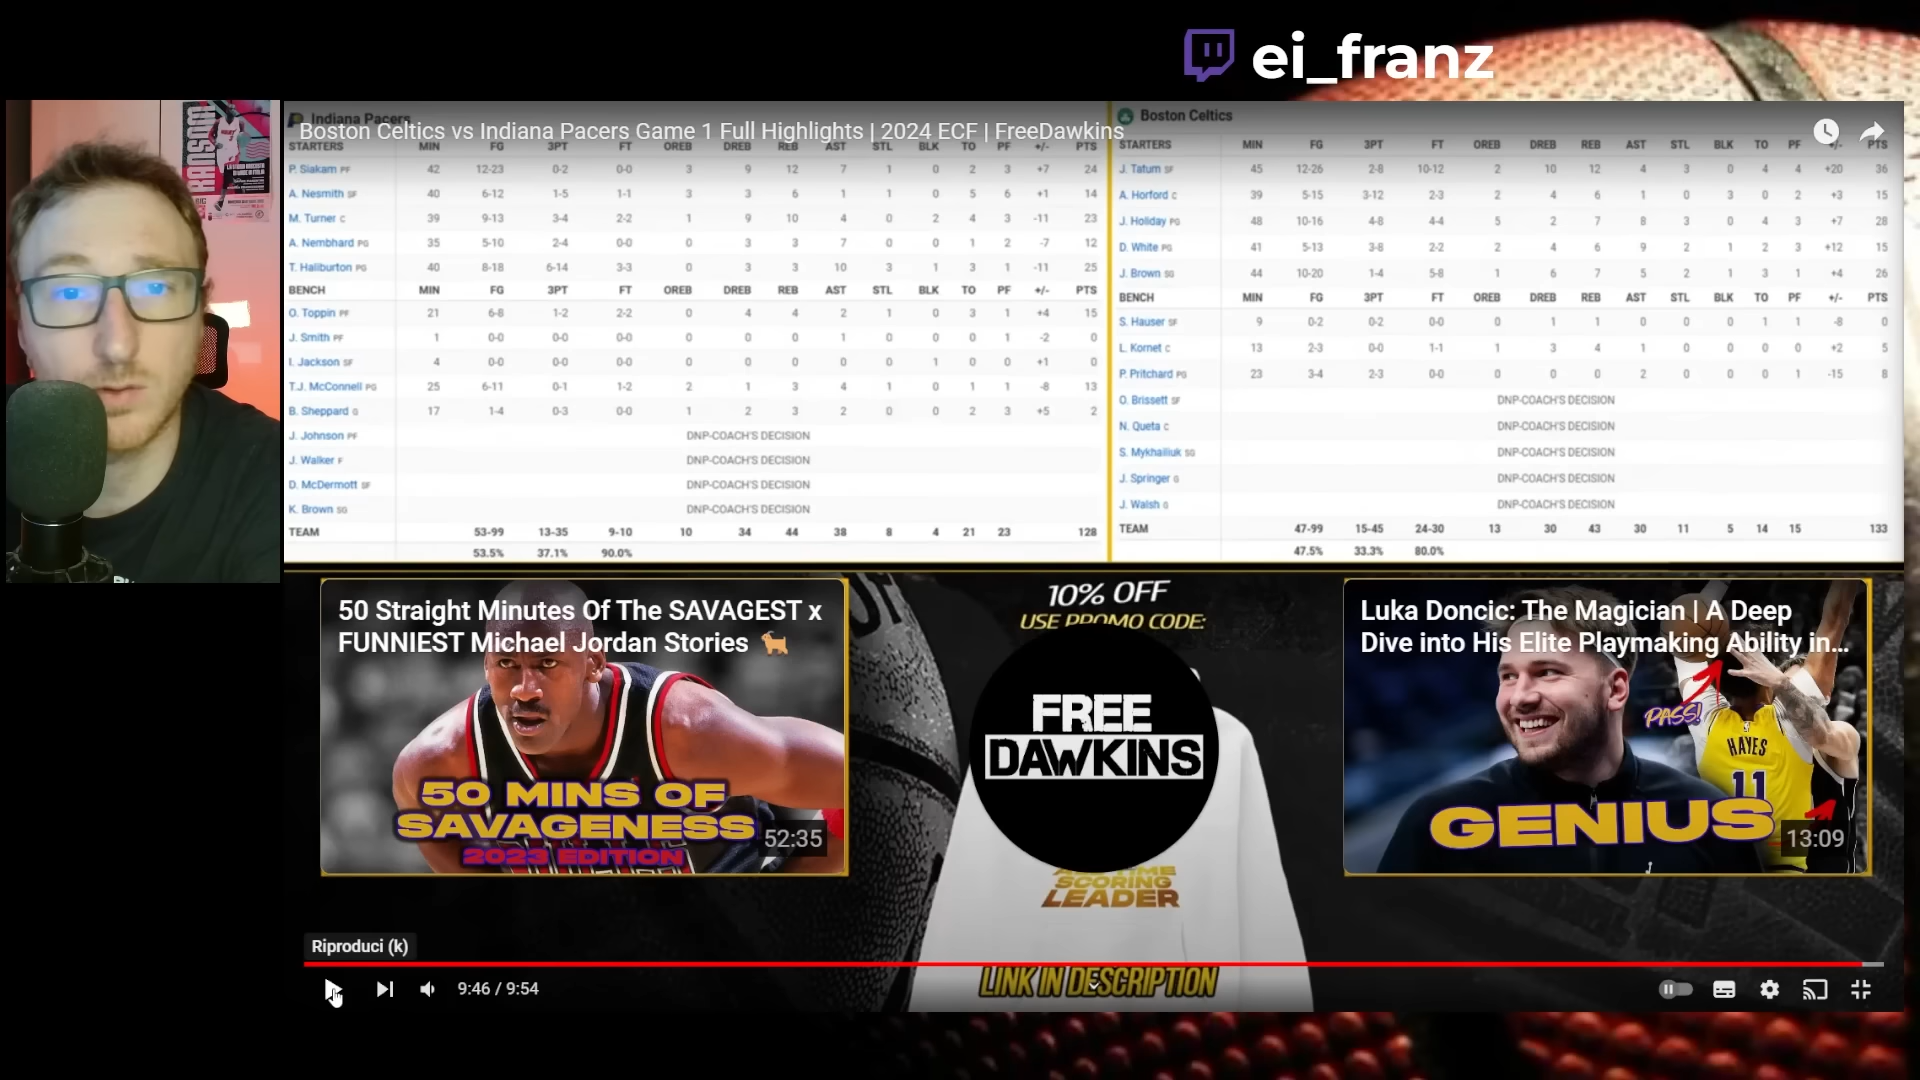 ei_franz
Indiana Pacers
Boston Celtics vs Indiana Pacers Game 1 Full Highlights | 2024 ECF | FreeDawkins
STARTERS MIN FG 3PT FT OREB DREB REB AST STL BLK TO PF +/- PTS
P. Siakam PF 42 12-23 0-2 0-0 3 9 12 7 1 0 2 3 +7 24
A. Nesmith SF 40 6-12 1-5 1-1 3 3 6 1 1 0 5 6 +1 14
M. Turner C 39 9-13 3-4 2-2 1 9 10 4 0 2 4 3 -11 23
A. Nembhard PG 35 5-10 2-4 0-0 0 3 3 7 0 0 1 2 -7 12
T. Haliburton PG 40 8-18 6-14 3-3 0 3 3 10 3 1 3 1 -11 25
BENCH MIN FG 3PT FT OREB DREB REB AST STL BLK TO PF +/- PTS
O. Toppin PF 21 6-8 1-2 2-2 0 4 4 2 1 0 3 1 +4 15
J. Smith PF 1 0-0 0-0 0-0 0 0 0 1 0 0 0 1 -2 0
I. Jackson SF 4 0-0 0-0 0-0 0 0 0 0 0 1 0 0 +1 0
T.J. McConnell PG 25 6-11 0-1 1-2 2 1 3 4 1 0 1 1 -8 13
B. Sheppard G 17 1-4 0-3 0-0 1 2 3 2 0 0 2 3 +5 2
J. Johnson PF DNP-COACH'S DECISION
J. Walker F DNP-COACH'S DECISION
D. McDermott SF DNP-COACH'S DECISION
K. Brown SG DNP-COACH'S DECISION
TEAM 53-99 13-35 9-10 10 34 44 38 8 4 21 23 128
53.5% 37.1% 90.0%
Boston Celtics
STARTERS MIN FG 3PT FT OREB DREB REB AST STL BLK TO PF +/- PTS
J. Tatum SF 45 12-26 2-8 10-12 2 10 12 4 3 0 4 4 +20 36
A. Horford C 39 5-15 3-12 2-3 2 4 6 1 0 3 0 2 +3 15
J. Holiday PG 48 10-16 4-8 4-4 5 2 7 8 3 0 4 3 +7 28
D. White PG 41 5-13 3-8 2-2 2 4 6 9 2 1 2 3 +12 15
J. Brown SG 44 10-20 1-4 5-8 1 6 7 5 2 1 3 1 +4 26
BENCH MIN FG 3PT FT OREB DREB REB AST STL BLK TO PF +/- PTS
S. Hauser SF 9 0-2 0-2 0-0 0 1 1 0 0 0 1 1 -8 0
L. Kornet C 13 2-3 0-0 1-1 1 3 4 1 0 0 0 0 +2 5
P. Pritchard PG 23 3-4 2-3 0-0 0 0 0 2 0 0 0 1 -15 8
O. Brissett SF DNP-COACH'S DECISION
N. Queta C DNP-COACH'S DECISION
S. Mykhailiuk SG DNP-COACH'S DECISION
J. Springer G DNP-COACH'S DECISION
J. Walsh G DNP-COACH'S DECISION
TEAM 47-99 15-45 24-30 13 30 43 30 11 5 14 15 133
47.5% 33.3% 80.0%
RANSOM
50 Straight Minutes Of The SAVAGEST x
FUNNIEST Michael Jordan Stories
50 MINS OF
SAVAGENESS
2023 EDITION
52:35
10% OFF
USE PROMO CODE:
FREE
DAWKINS
SCORING
LEADER
LINK IN DESCRIPTION
Luka Doncic: The Magician | A Deep
Dive into His Elite Playmaking Ability in...
PASS!
HAYES
11
GENIUS
13:09
Riproduci (k)
9:46 / 9:54